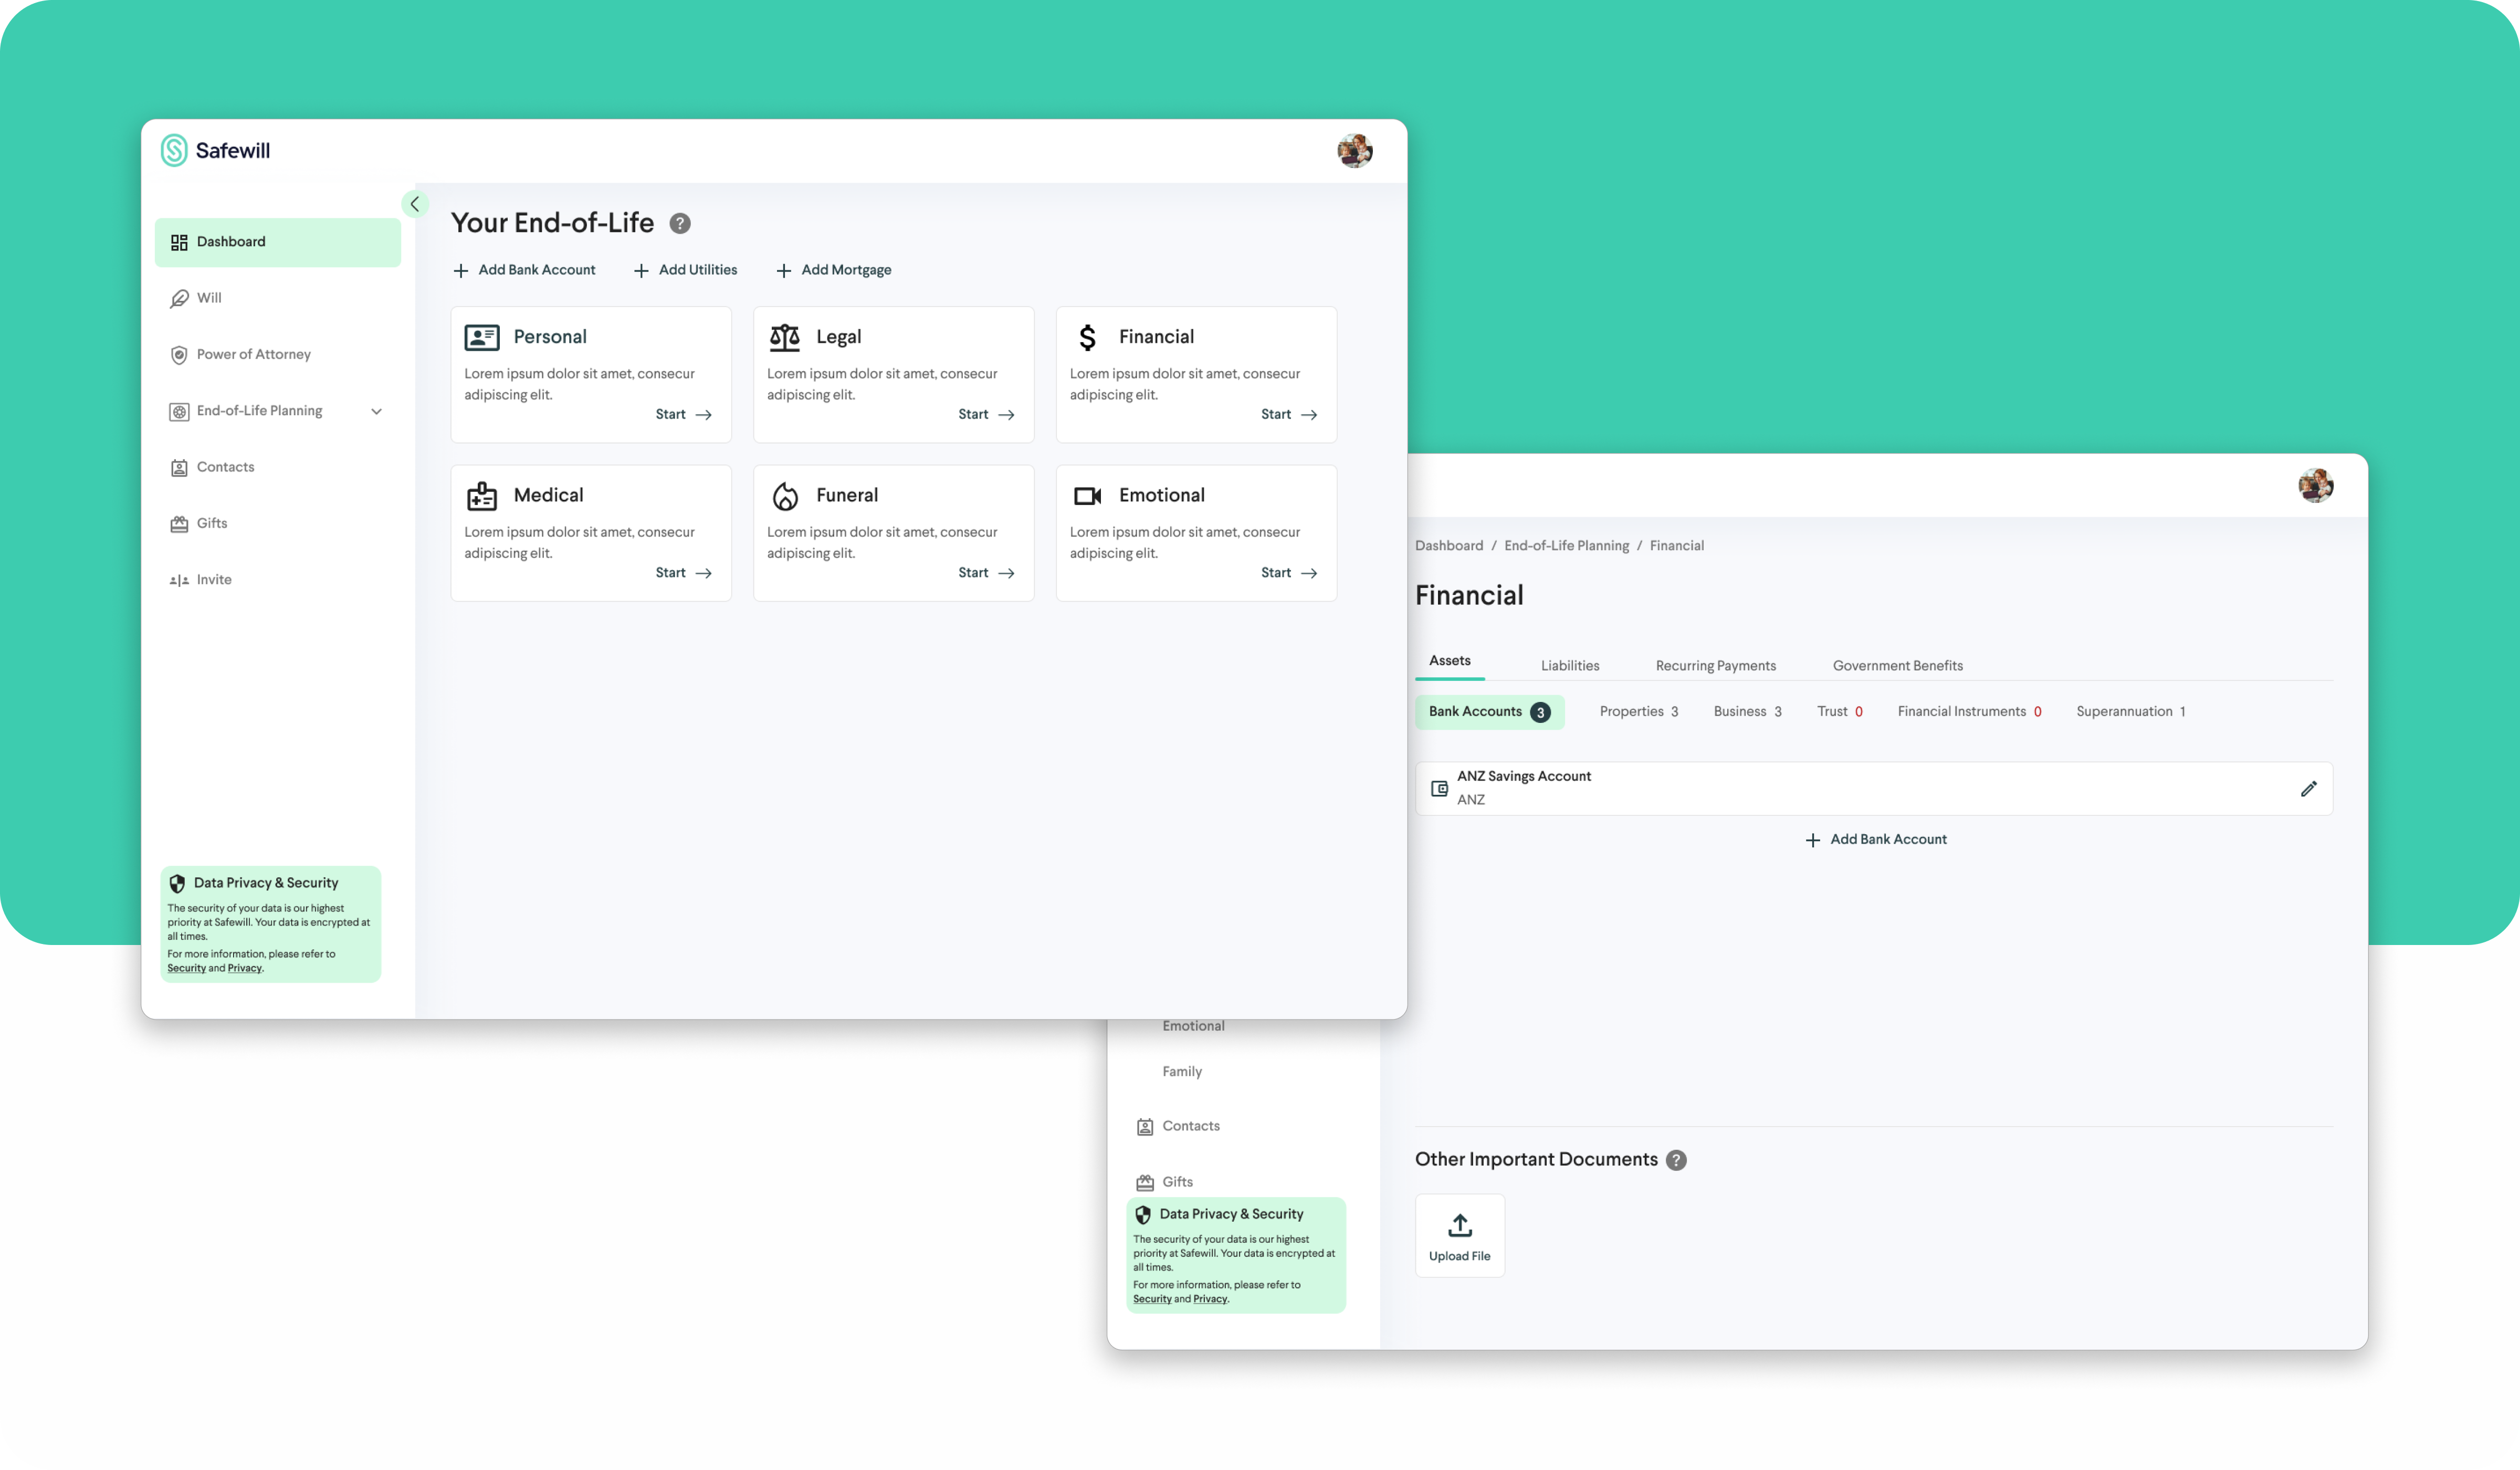 Safewill
Dashboard
Will
Power of Attorney
End-of-Life Planning
Contacts
Gifts
Invite
Data Privacy & Security
The security of your data is our highest
priority at Safewill. Your data is encrypted at
all times.
For more information, please refer to
Security and Privacy.
Your End-of-Life ?
Add Bank Account Add Utilities Add Mortgage
Personal
Lorem ipsum dolor sit amet, consecur
adipiscing elit.
Start
Legal
Lorem ipsum dolor sit amet, consecur
adipiscing elit.
Start
Financial
Lorem ipsum dolor sit amet, consecur
adipiscing elit.
Start
Medical
Lorem ipsum dolor sit amet, consecur
adipiscing elit.
Start
Funeral
Lorem ipsum dolor sit amet, consecur
adipiscing elit.
Start
Emotional
Lorem ipsum dolor sit amet, consecur
adipiscing elit.
Start
Emotional
Family
Contacts
Gifts
Data Privacy & Security
The security of your data is our highest
priority at Safewill. Your data is encrypted at
all times.
For more information, please refer to
Security and Privacy.
Dashboard / End-of-Life Planning / Financial
Financial
Assets Liabilities Recurring Payments Government Benefits
Bank Accounts 3 Properties 3 Business 3 Trust 0 Financial Instruments 0 Superannuation 1
ANZ Savings Account
ANZ
Add Bank Account
Other Important Documents ?
Upload File